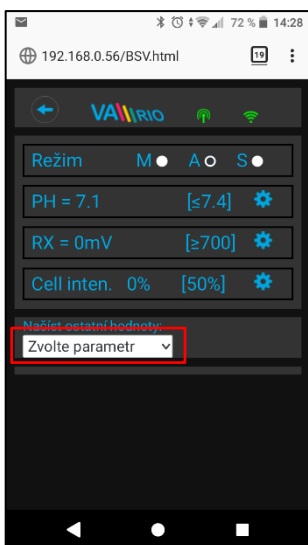 72 % 14:28
192.168.0.56/BSV.html 19
VA RIO
Režim M A S
PH = 7.1 [≤7.4]
RX = 0mV [≥700]
Cell inten. 0% [50%]
Načíst ostatní hodnoty:
Zvolte parametr